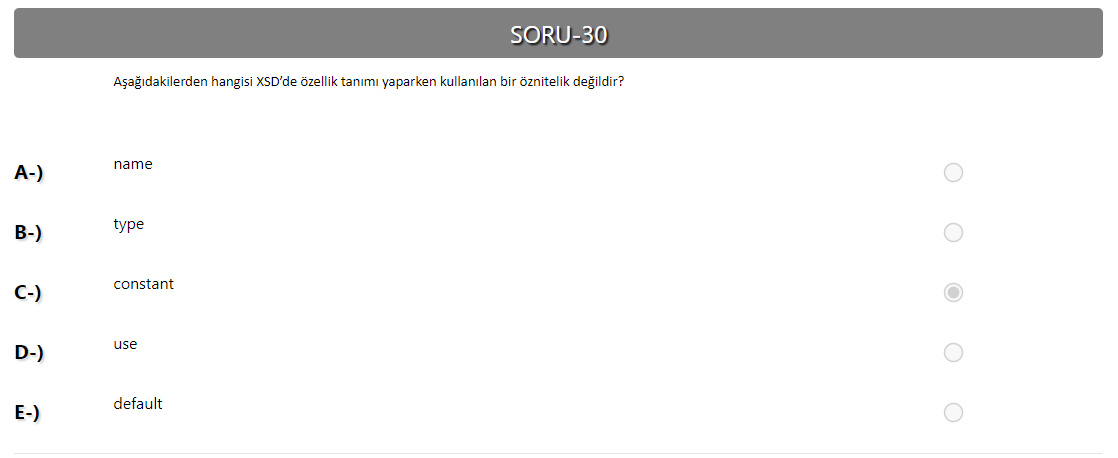 SORU-30
Aşağıdakilerden hangisi XSD’de özellik tanımı yaparken kullanılan bir öznitelik değildir?
A-) name
B-) type
C-) constant
D-) use
E-) default